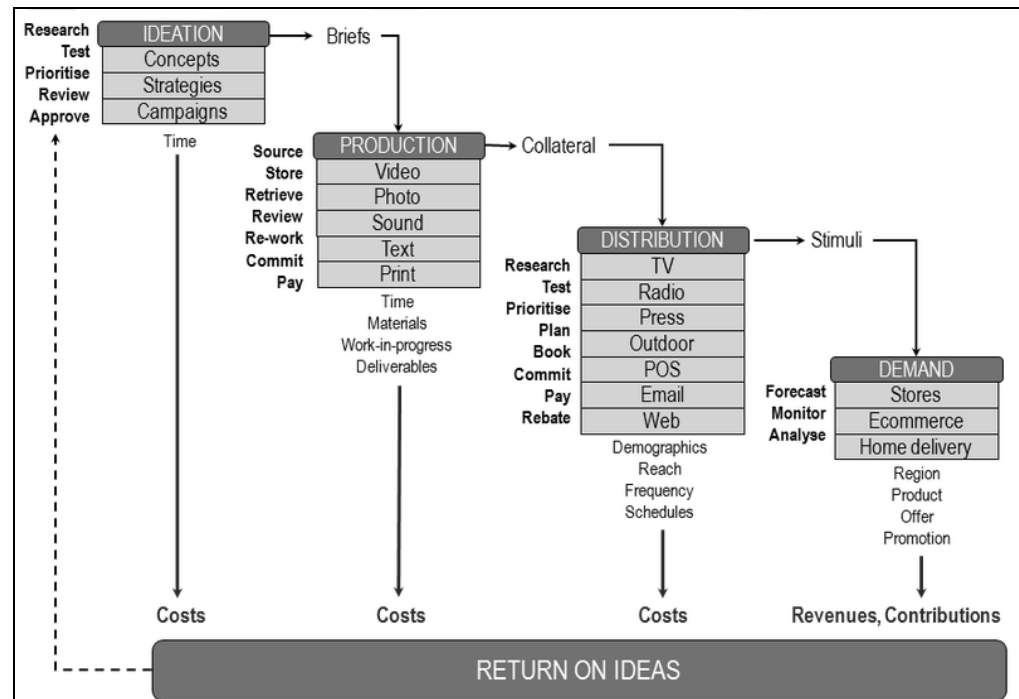 Research
Test
Prioritise
Review
Approve
IDEATION
Concepts
Strategies
Campaigns
Time
Briefs
Source
Store
Retrieve
Review
Re-work
Commit
Pay
PRODUCTION
Video
Photo
Sound
Text
Print
Time
Materials
Work-in-progress
Deliverables
Collateral
Research
Test
Prioritise
Plan
Book
Commit
Pay
Rebate
DISTRIBUTION
TV
Radio
Press
Outdoor
POS
Email
Web
Demographics
Reach
Frequency
Schedules
Stimuli
Forecast
Monitor
Analyse
DEMAND
Stores
Ecommerce
Home delivery
Region
Product
Offer
Promotion
Costs
Costs
Costs
Revenues, Contributions
RETURN ON IDEAS